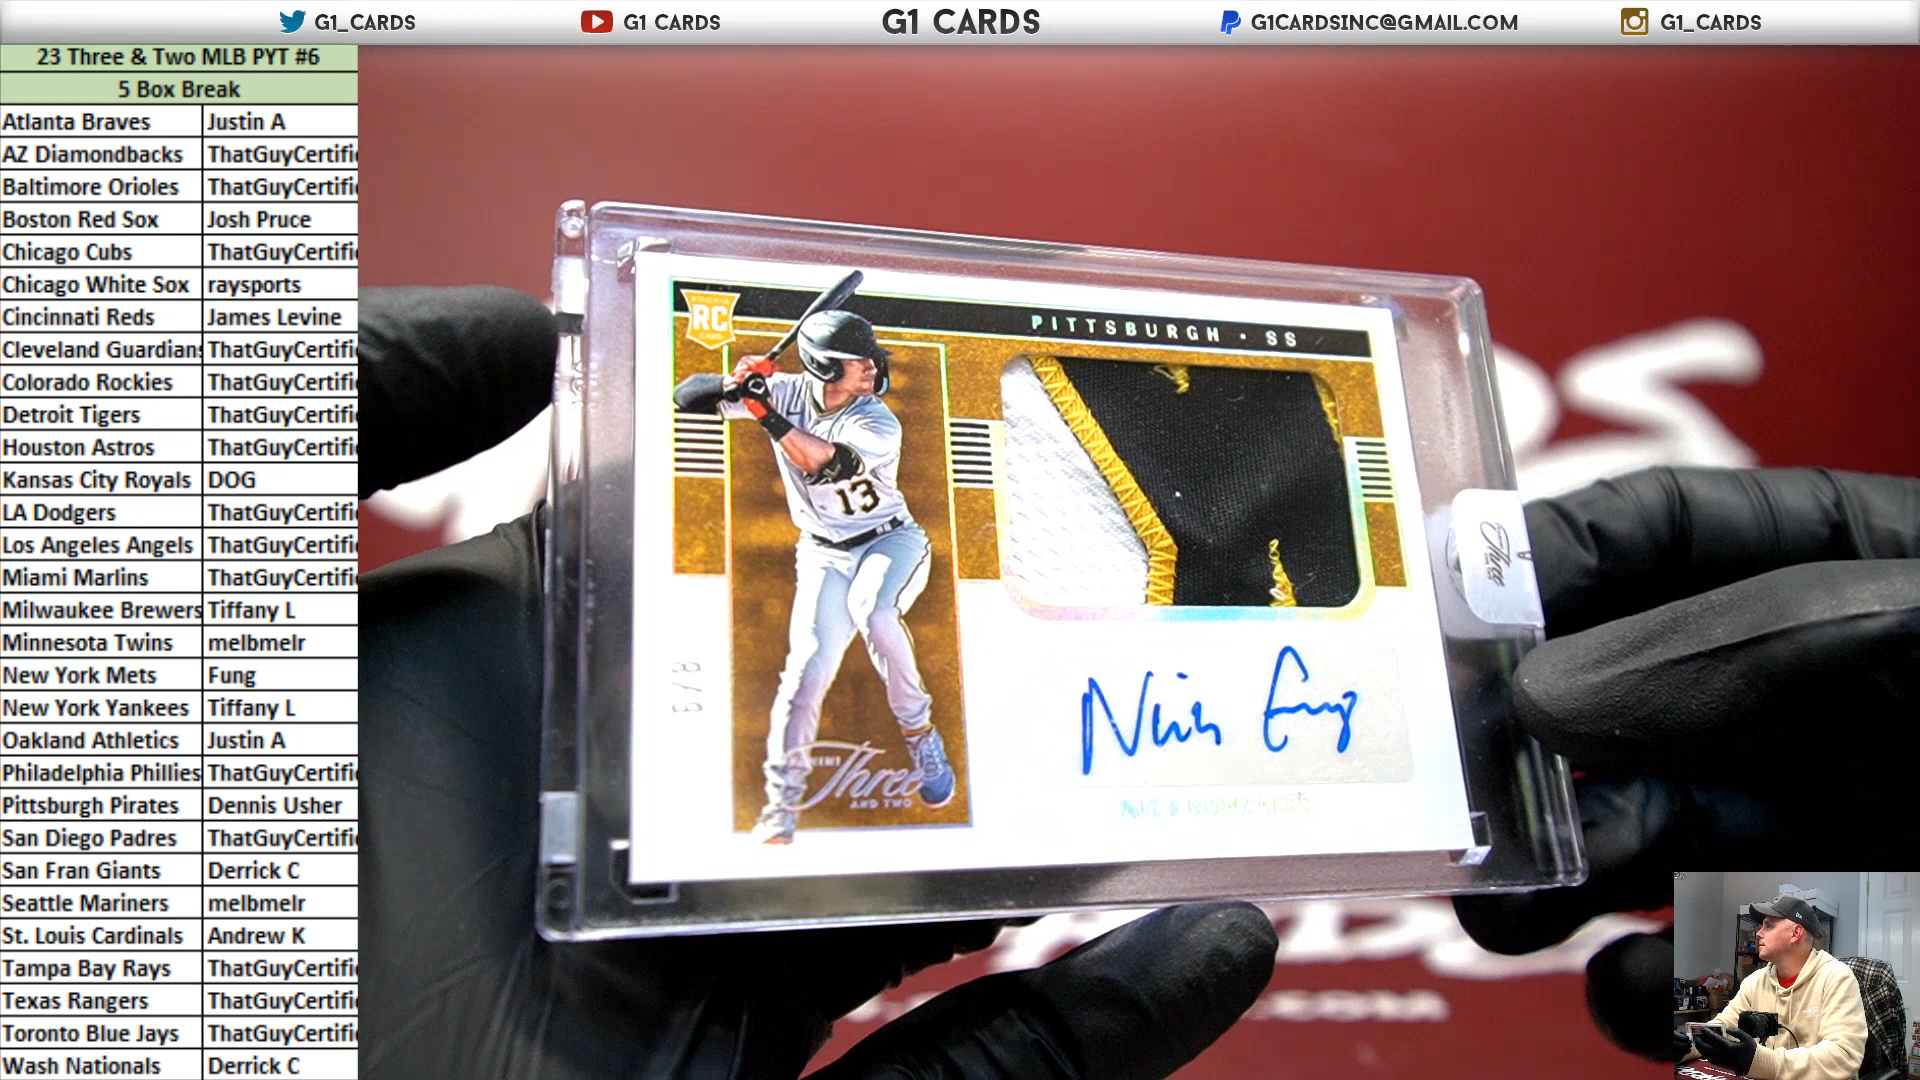 G1_CARDS
G1 CARDS
G1 CARDS
G1CARDSINC@GMAIL.COM
G1_CARDS
23 Three & Two MLB PYT #6
5 Box Break
Atlanta Braves Justin A
AZ Diamondbacks ThatGuyCertifi
Baltimore Orioles ThatGuyCertifi
Boston Red Sox Josh Pruce
Chicago Cubs ThatGuyCertifi
Chicago White Sox raysports
Cincinnati Reds James Levine
Cleveland Guardians ThatGuyCertifi
Colorado Rockies ThatGuyCertifi
Detroit Tigers ThatGuyCertifi
Houston Astros ThatGuyCertifi
Kansas City Royals DOG
LA Dodgers ThatGuyCertifi
Los Angeles Angels ThatGuyCertifi
Miami Marlins ThatGuyCertifi
Milwaukee Brewers Tiffany L
Minnesota Twins melbmelr
New York Mets Fung
New York Yankees Tiffany L
Oakland Athletics Justin A
Philadelphia Phillies ThatGuyCertifi
Pittsburgh Pirates Dennis Usher
San Diego Padres ThatGuyCertifi
San Fran Giants Derrick C
Seattle Mariners melbmelr
St. Louis Cardinals Andrew K
Tampa Bay Rays ThatGuyCertifi
Texas Rangers ThatGuyCertifi
Toronto Blue Jays ThatGuyCertifi
Wash Nationals Derrick C
ROOKIE
RC
PITTSBURGH · SS
13
Three
AND TWO
Three